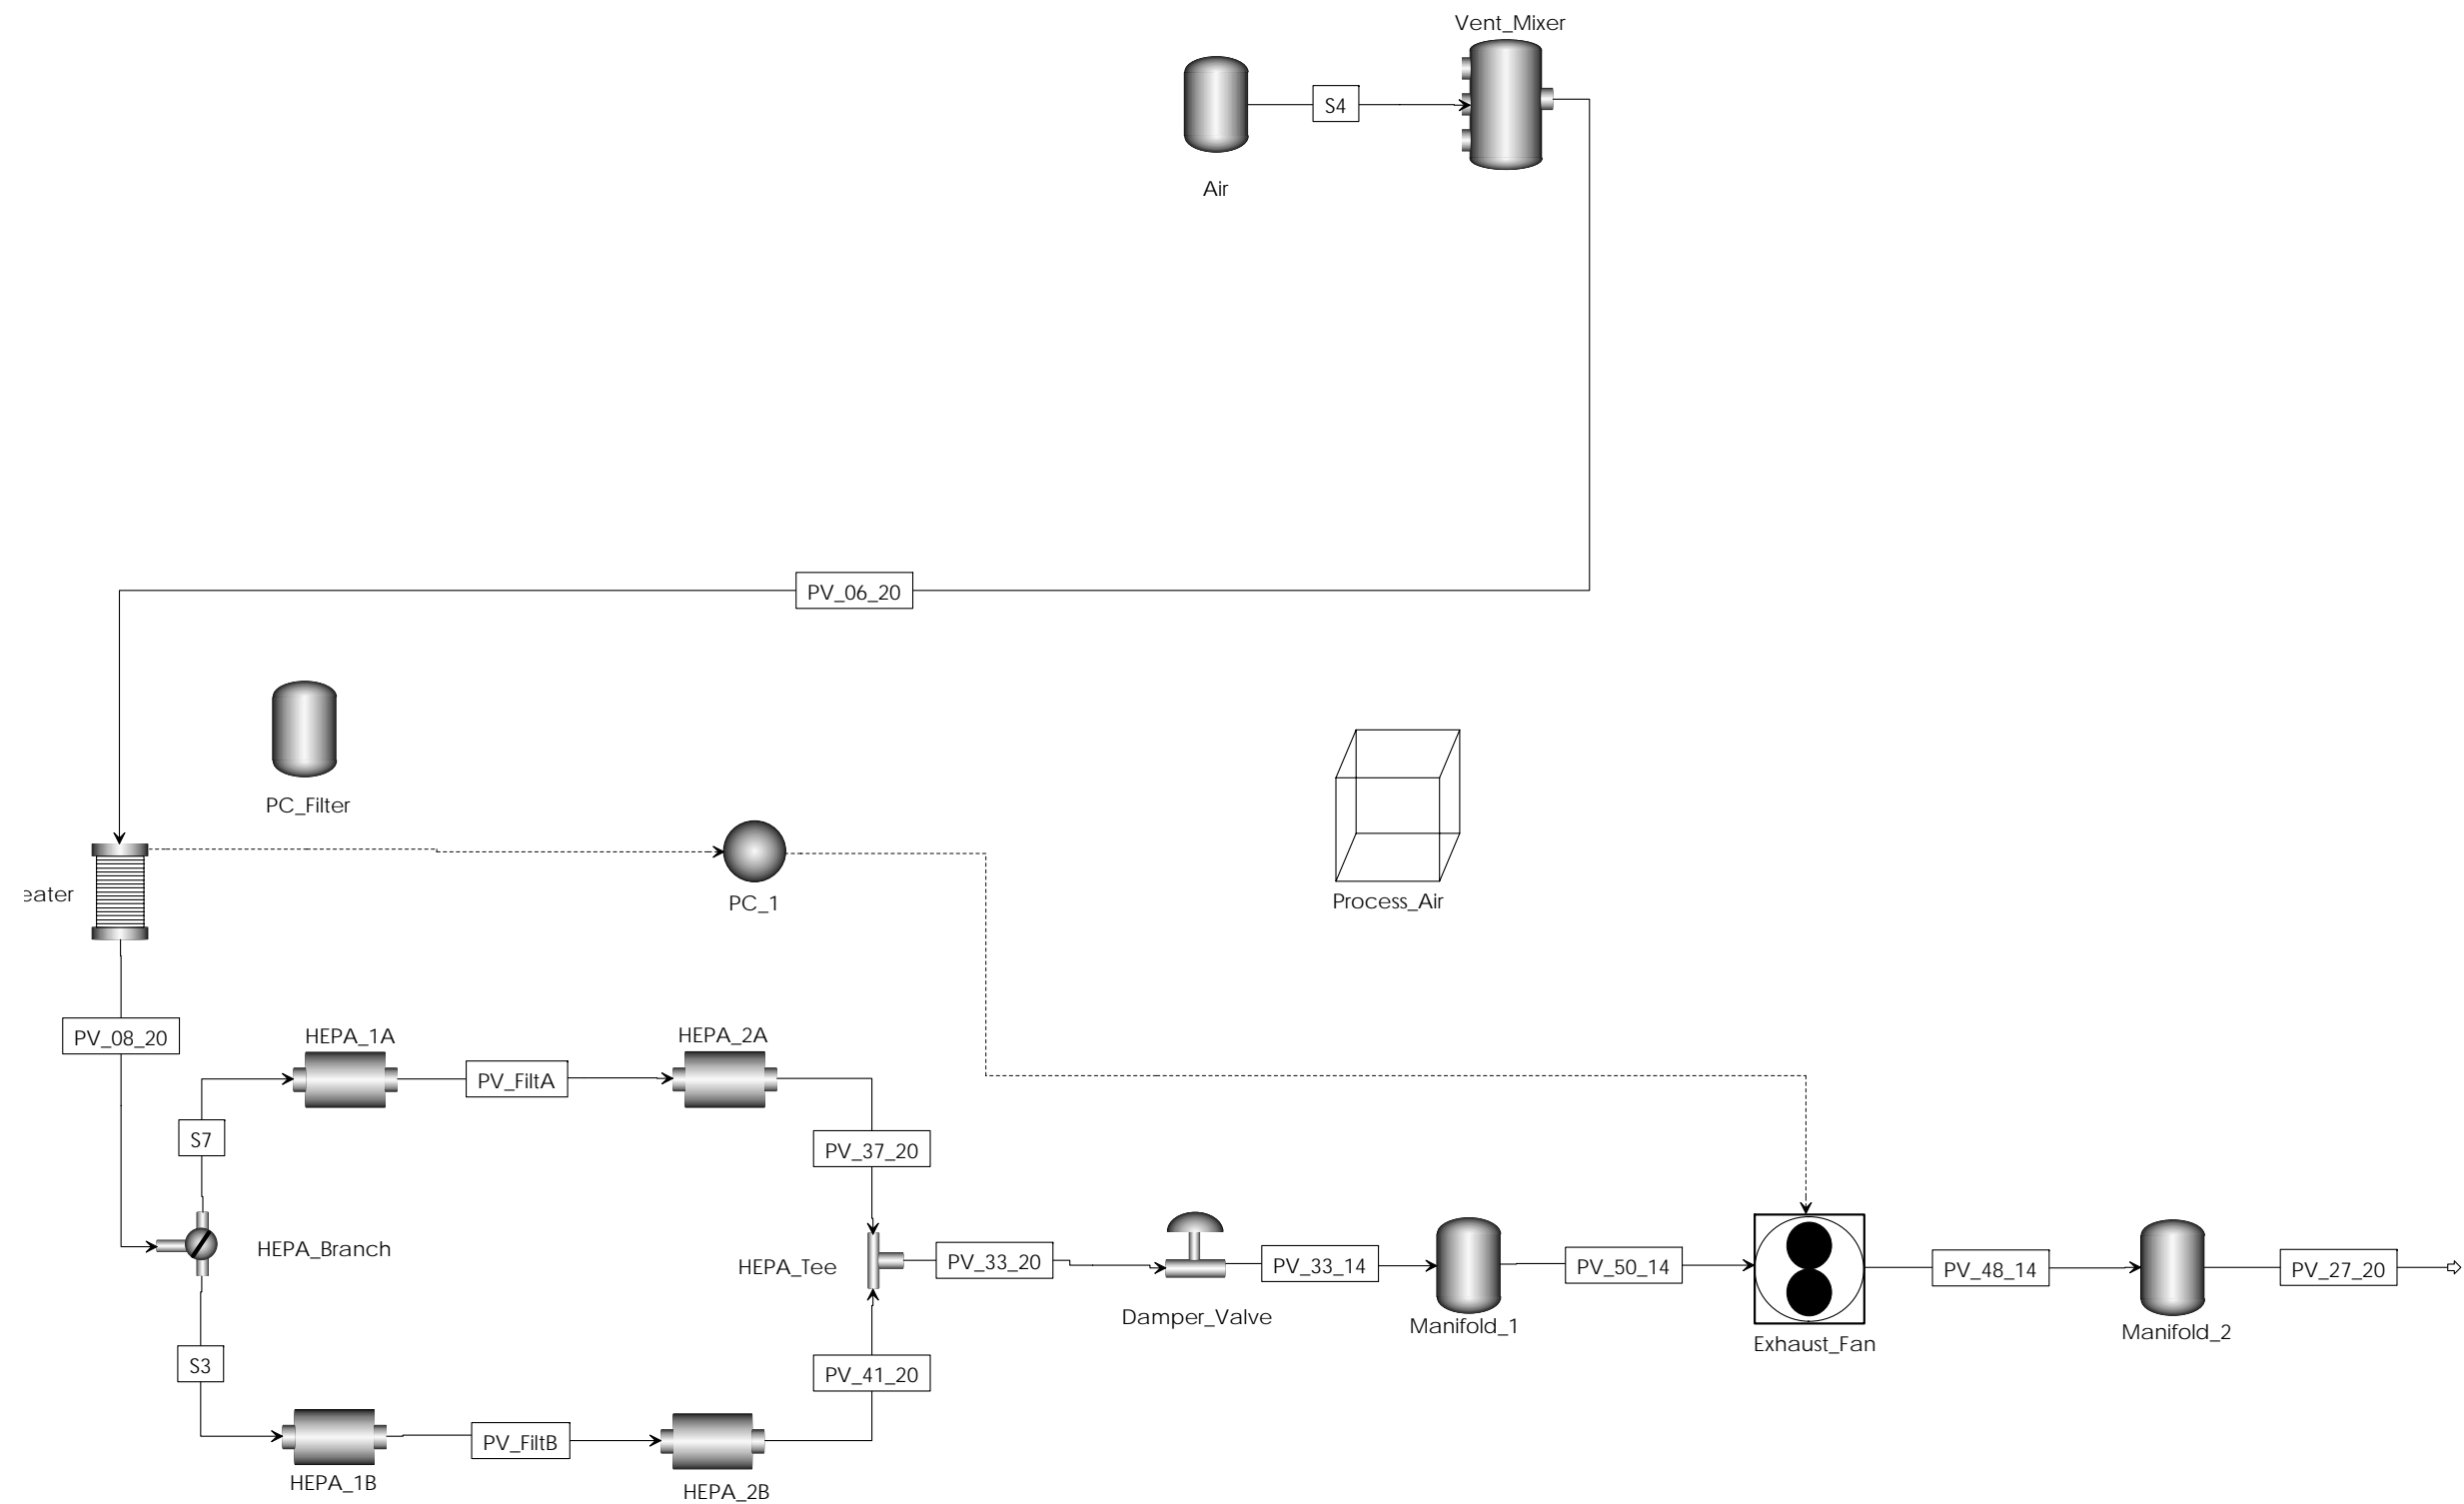 Vent_Mixer
S4
Air
PV_06_20
PC_Filter
eater
PC_1
Process_Air
PV_08_20
HEPA_1A
PV_FiltA
HEPA_2A
S7
PV_37_20
HEPA_Branch
HEPA_Tee
PV_33_20
Damper_Valve
PV_33_14
Manifold_1
PV_50_14
Exhaust_Fan
PV_48_14
Manifold_2
PV_27_20
S3
PV_41_20
HEPA_1B
PV_FiltB
HEPA_2B